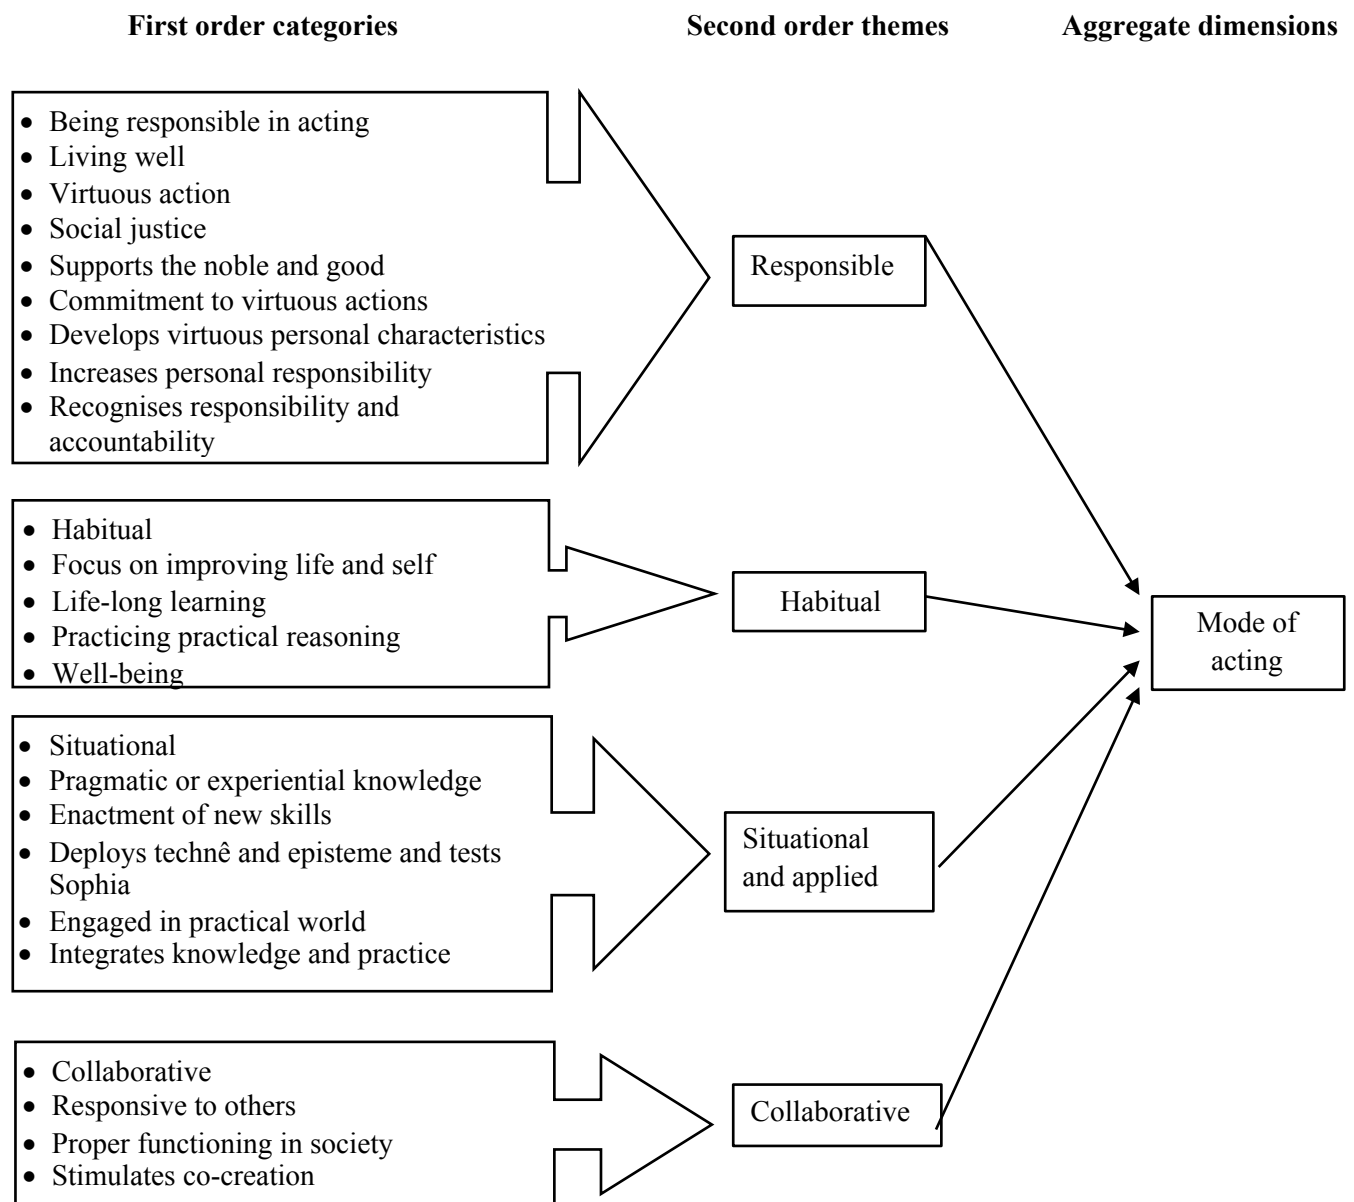 First order categories
Second order themes
Aggregate dimensions
• Being responsible in acting
• Living well
• Virtuous action
• Social justice
• Supports the noble and good
• Commitment to virtuous actions
• Develops virtuous personal characteristics
• Increases personal responsibility
• Recognises responsibility and
accountability
Responsible
• Habitual
• Focus on improving life and self
• Life-long learning
• Practicing practical reasoning
• Well-being
Habitual
Mode of
acting
• Situational
• Pragmatic or experiential knowledge
• Enactment of new skills
• Deploys technê and episteme and tests
Sophia
• Engaged in practical world
• Integrates knowledge and practice
Situational
and applied
• Collaborative
• Responsive to others
• Proper functioning in society
• Stimulates co-creation
Collaborative